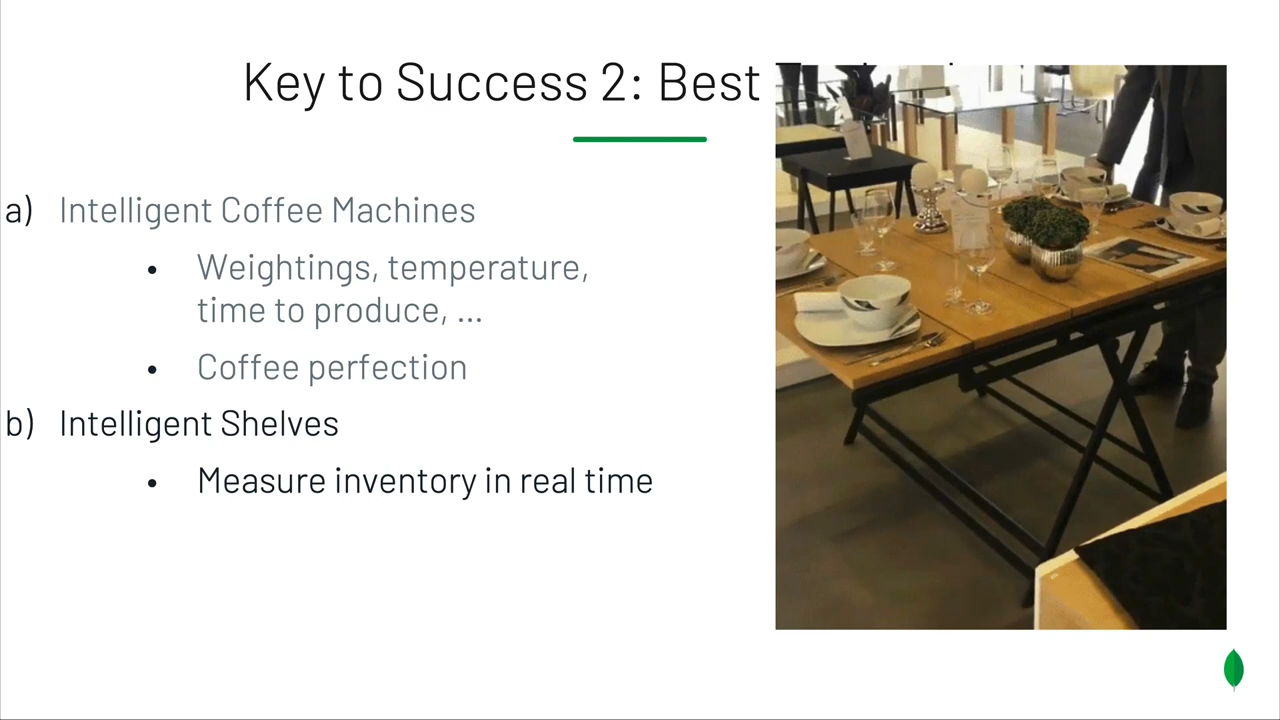 Key to Success 2: Best
a) Intelligent Coffee Machines
• Weightings, temperature,
time to produce, ...
• Coffee perfection
b) Intelligent Shelves
• Measure inventory in real time